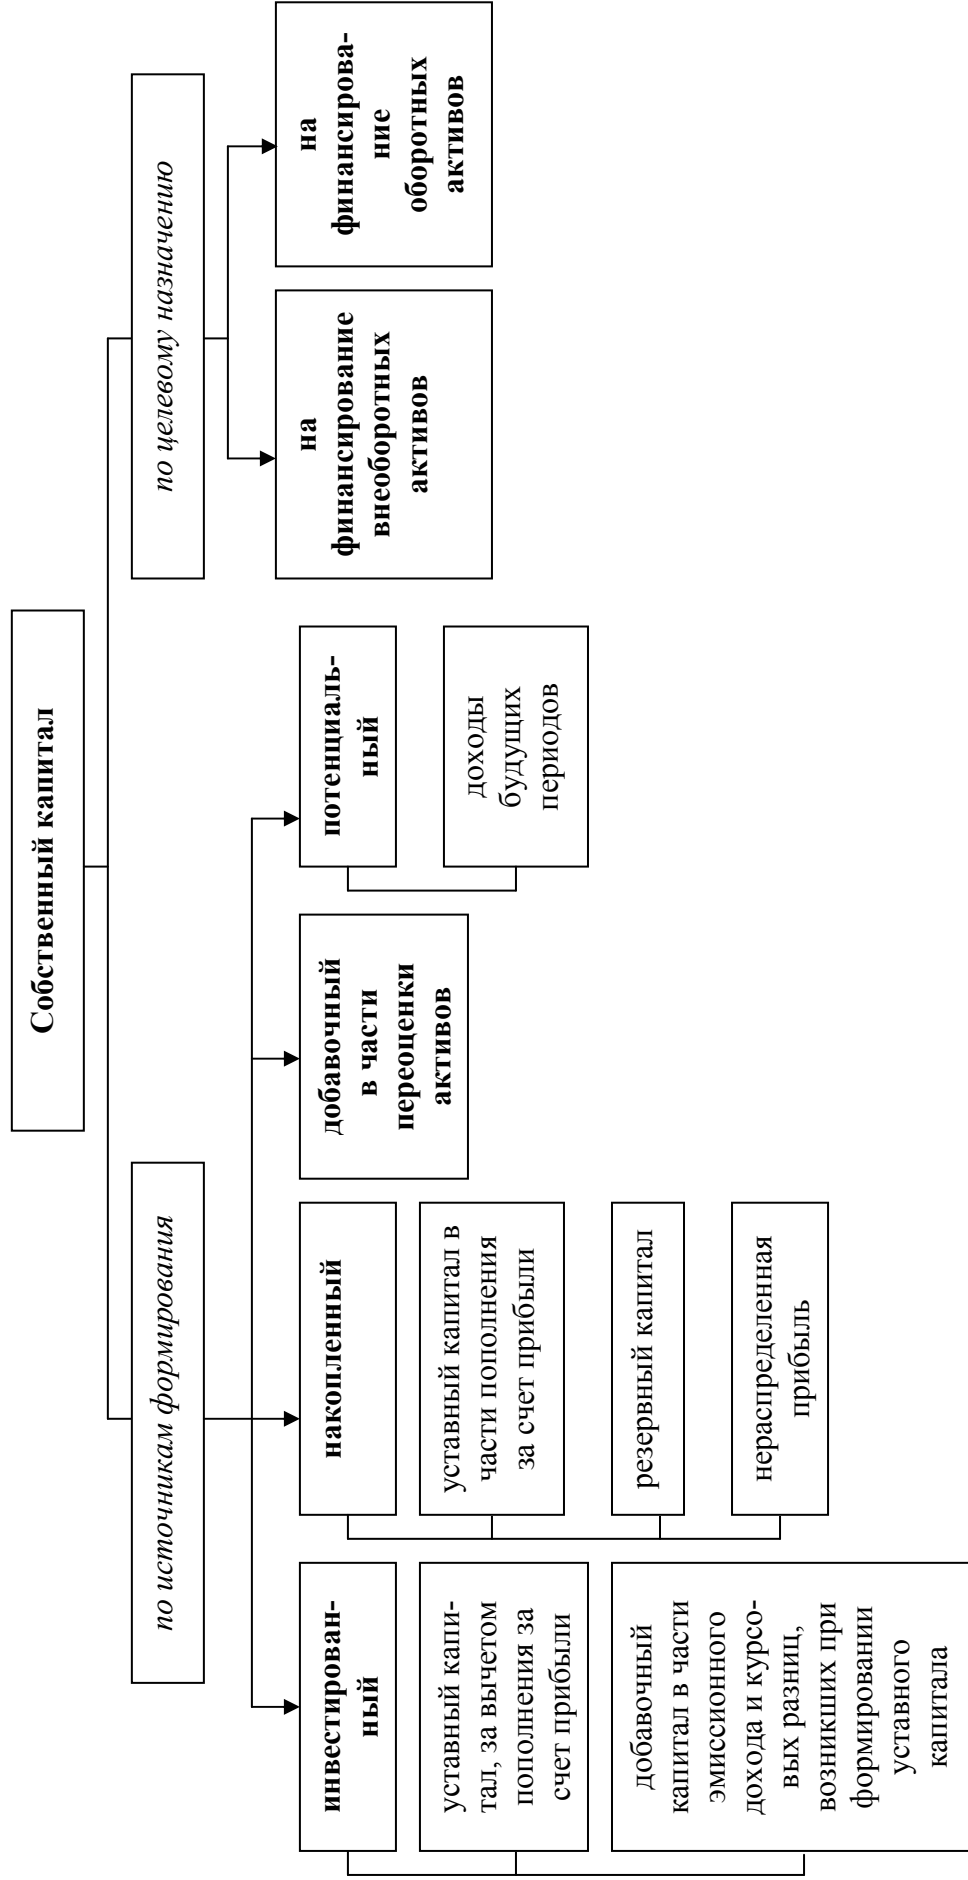 Собственный капитал
по источникам формирования
по целевому назначению
инвестирован-
ный
уставный капи-
тал, за вычетом
пополнения за
счет прибыли
добавочный
капитал в части
эмиссионного
дохода и курсо-
вых разниц,
возникших при
формировании
уставного
капитала
накопленный
уставный капитал в
части пополнения
за счет прибыли
резервный капитал
нераспределенная
прибыль
добавочный
в части
переоценки
активов
потенциаль-
ный
доходы
будущих
периодов
на
финансирование
внеоборотных
активов
на
финансирова-
ние
оборотных
активов